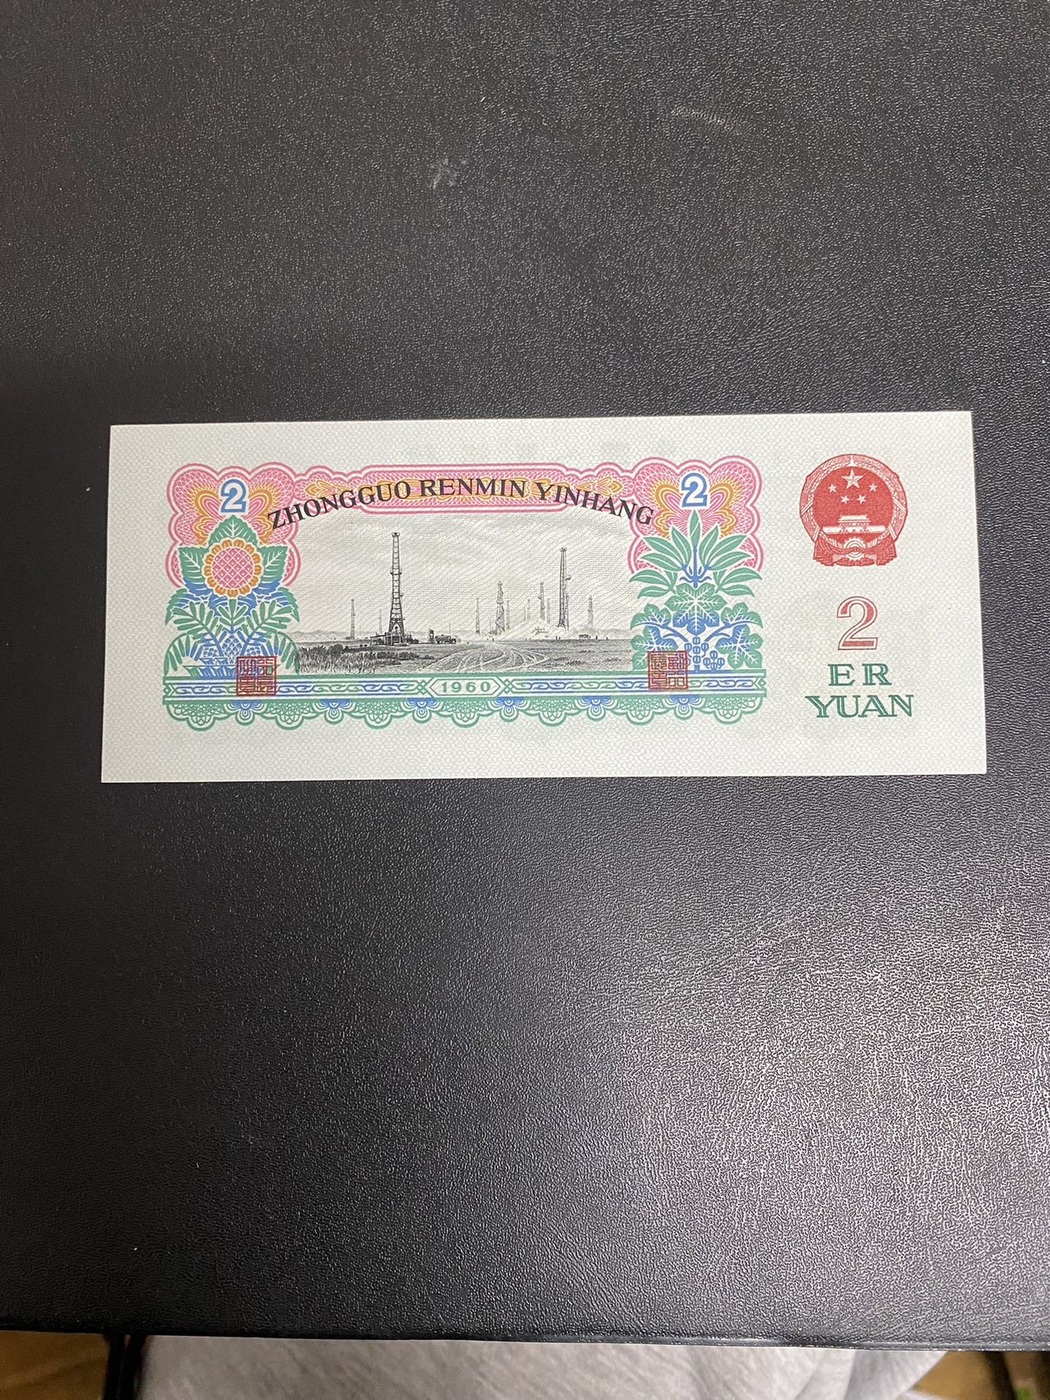 2
2
ZHONGGUO RENMIN YINHANG
1960
2
ER
YUAN